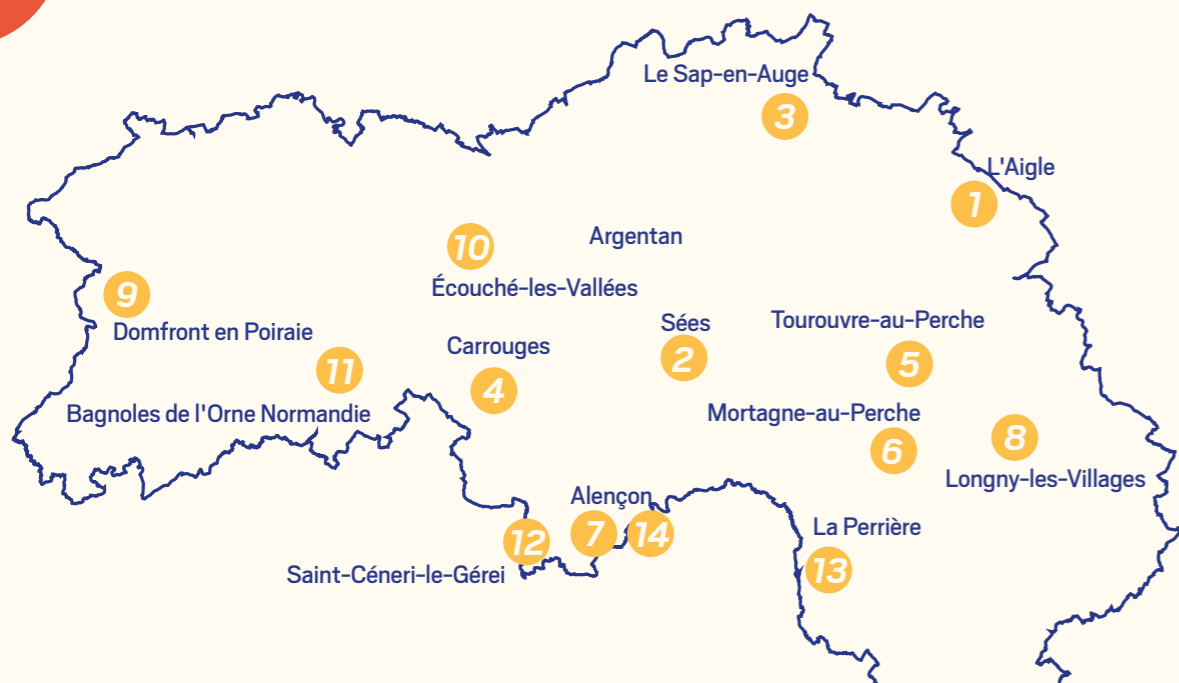 Le Sap-en-Auge
3
L'Aigle
1
10
Argentan
Écouché-les-Vallées
9
Domfront en Poiraie
Sées
2
Tourouvre-au-Perche
5
Carrouges
4
11
Bagnoles de l'Orne Normandie
Mortagne-au-Perche
6
8
Longny-les-Villages
Alençon
7
14
12
Saint-Céneri-le-Gérei
La Perrière
13